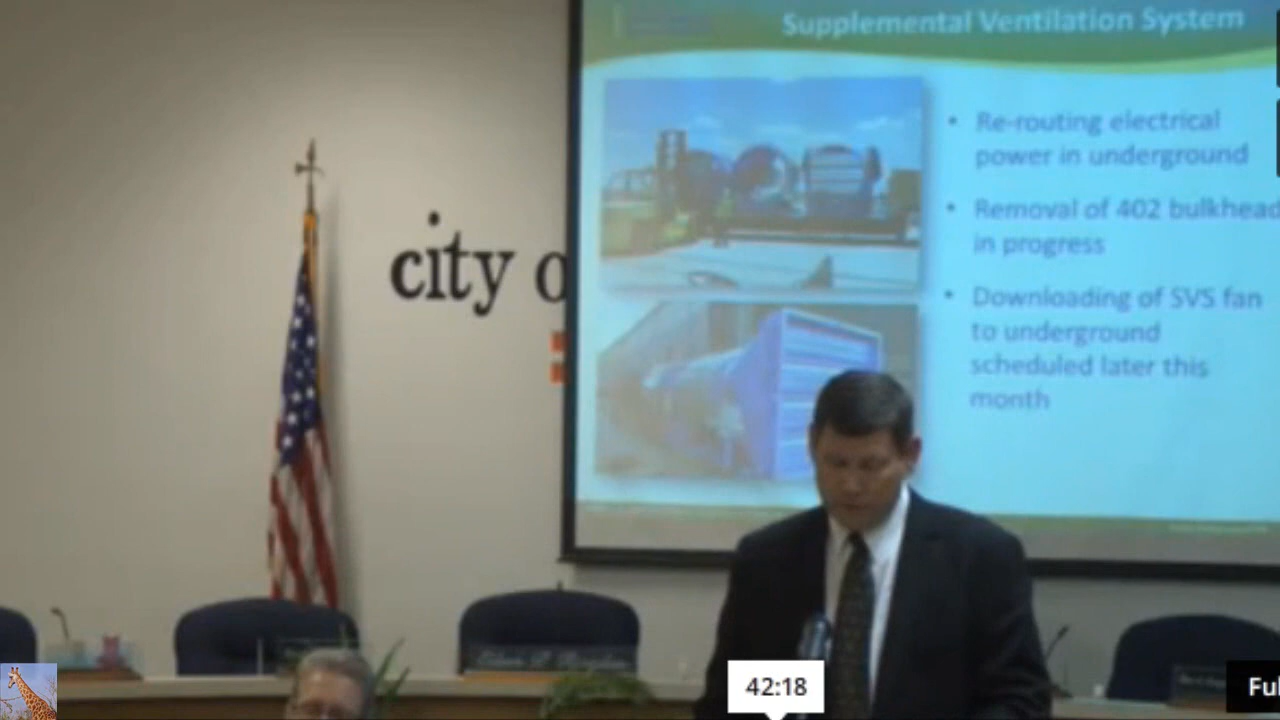 Supplemental Ventilation System
• Re-routing electrical
power in underground
• Removal of 402 bulkhead
in progress
• Downloading of SVS fan
to underground
scheduled later this
month
city o
42:18
Ful